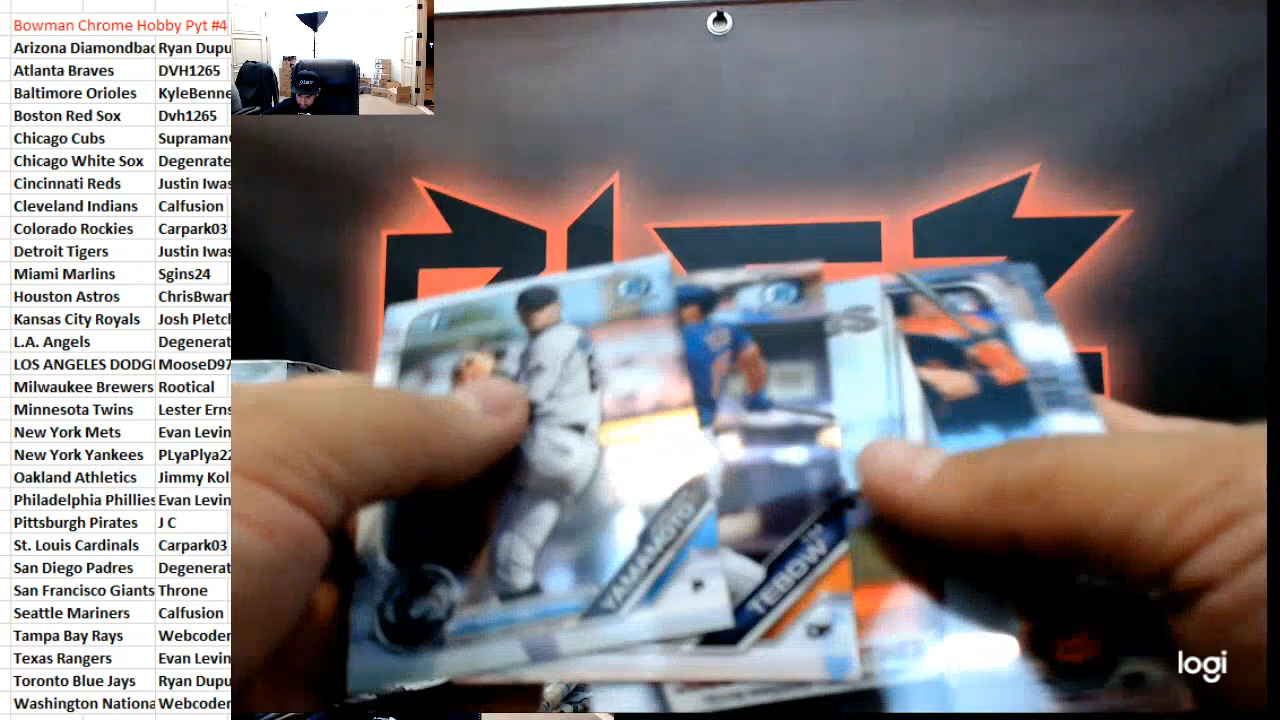 Bowman Chrome Hobby Pyt #4
Arizona Diamondbac Ryan Dupu
Atlanta Braves DVH1265
Baltimore Orioles KyleBenne
Boston Red Sox Dvh1265
Chicago Cubs Supraman
Chicago White Sox Degenrate
Cincinnati Reds Justin Iwas
Cleveland Indians Calfusion
Colorado Rockies Carpark03
Detroit Tigers Justin Iwas
Miami Marlins Sgins24
Houston Astros ChrisBwar
Kansas City Royals Josh Pletch
L.A. Angels Degenerat
LOS ANGELES DODG MooseD97
Milwaukee Brewers Rootical
Minnesota Twins Lester Erns
New York Mets Evan Levin
New York Yankees PLyaPlya22
Oakland Athletics Jimmy Kol
Philadelphia Phillies Evan Levin
Pittsburgh Pirates J C
St. Louis Cardinals Carpark03
San Diego Padres Degenerat
San Francisco Giants Throne
Seattle Mariners Calfusion
Tampa Bay Rays Webcoder
Texas Rangers Evan Levin
Toronto Blue Jays Ryan Dupu
Washington Nationa Webcoder
YAMAMOTO
TEBOW
logi